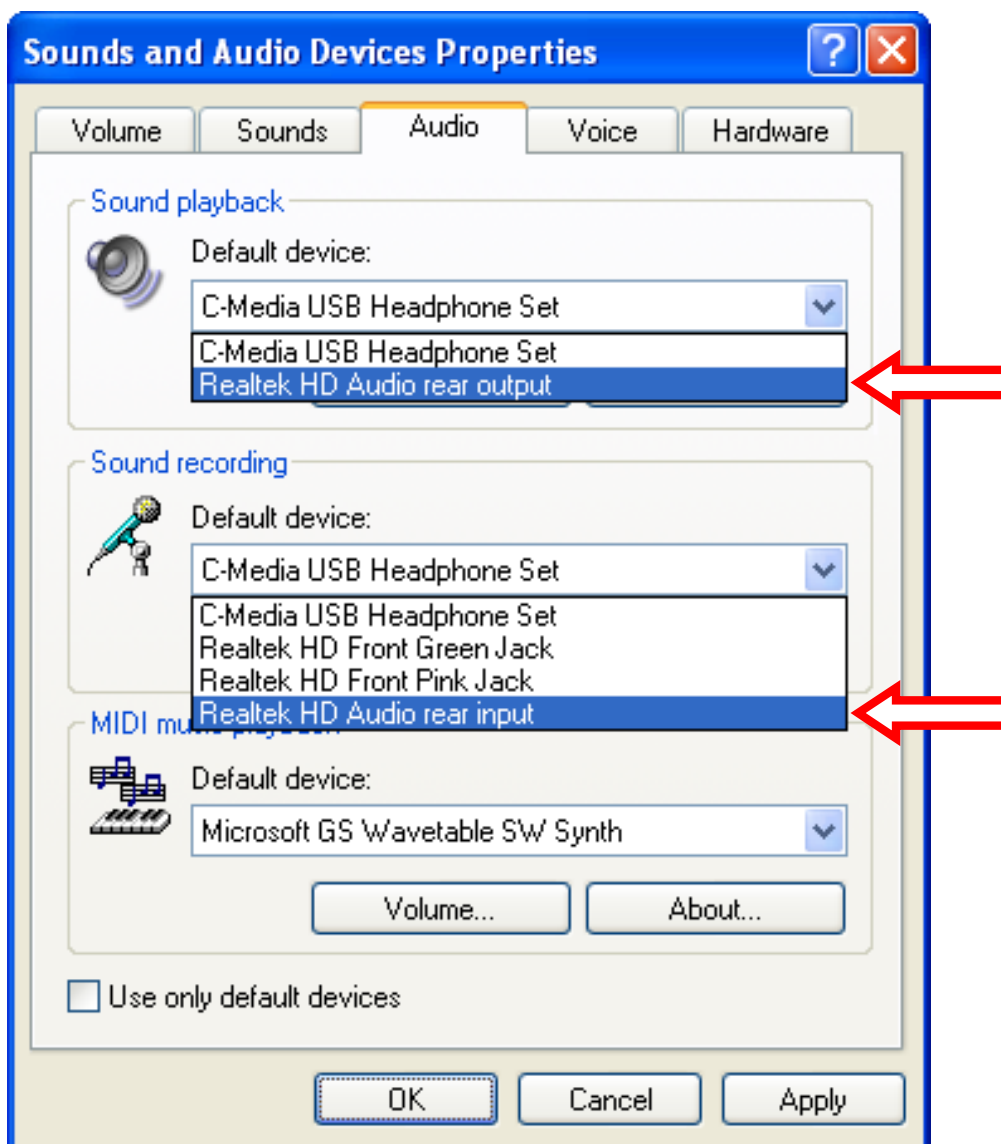 Sounds and Audio Devices Properties
Volume Sounds Audio Voice Hardware
Sound playback
Default device:
C-Media USB Headphone Set
C-Media USB Headphone Set
Realtek HD Audio rear output
Sound recording
Default device:
C-Media USB Headphone Set
C-Media USB Headphone Set
Realtek HD Front Green Jack
Realtek HD Front Pink Jack
Realtek HD Audio rear input
MIDI music playback
Default device:
Microsoft GS Wavetable SW Synth
Volume... About...
Use only default devices
OK Cancel Apply